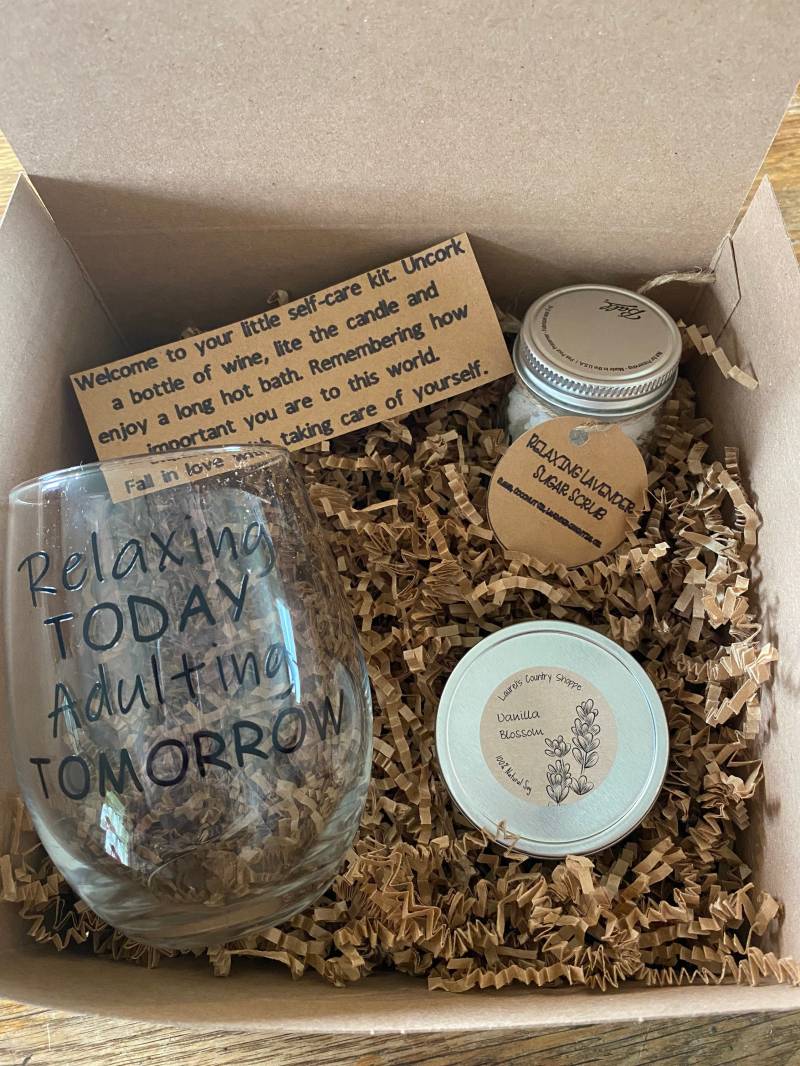 Welcome to your little self-care kit. Uncork
a bottle of wine, lite the candle and
enjoy a long hot bath. Remembering how
important you are to this world.
Fall in love with taking care of yourself.
Ball
RELAXING LAVENDER
SUGAR SCRUB
Relaxing
TODAY
Adulting
TOMORROW
Laurel's Country Shoppe
Vanilla
Blossom
100% Natural Soy